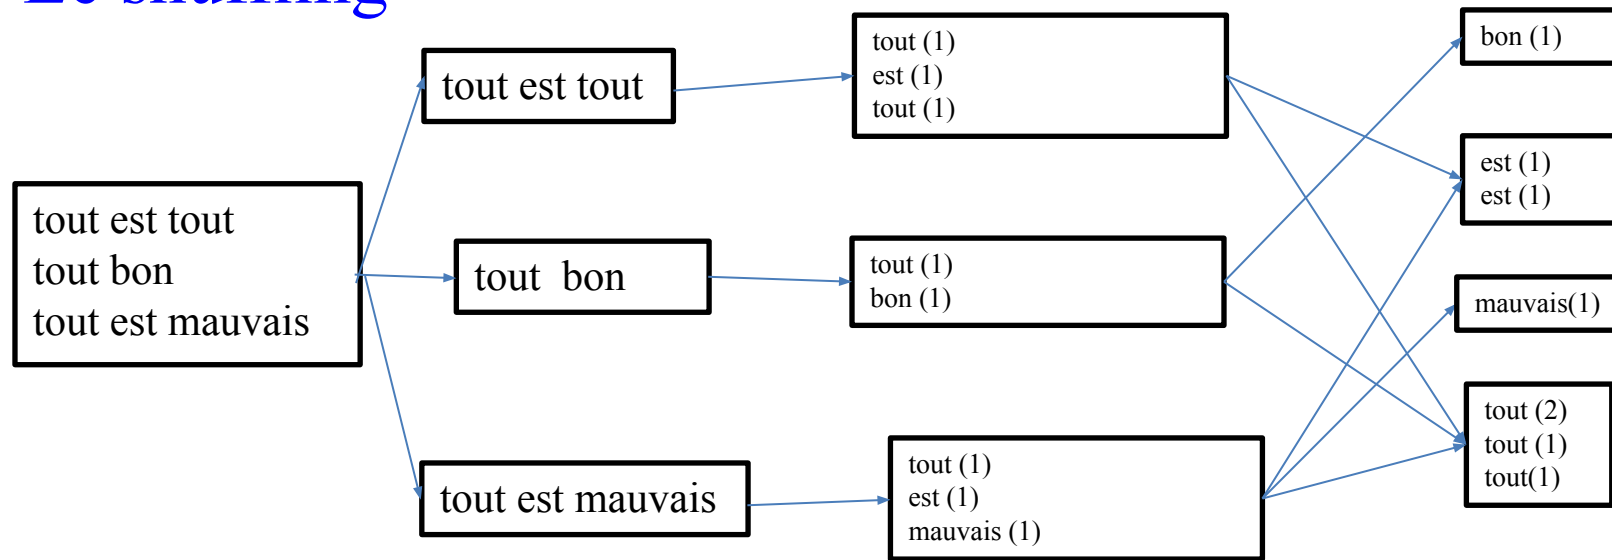 Le shuffling
tout est tout
tout bon
tout est mauvais
tout est tout
tout  bon
tout est mauvais
tout (1)
est (1)
tout (1)
tout (1)
bon (1)
tout (1)
est (1)
mauvais (1)
bon (1)
est (1)
est (1)
mauvais(1)
tout (2)
tout (1)
tout(1)